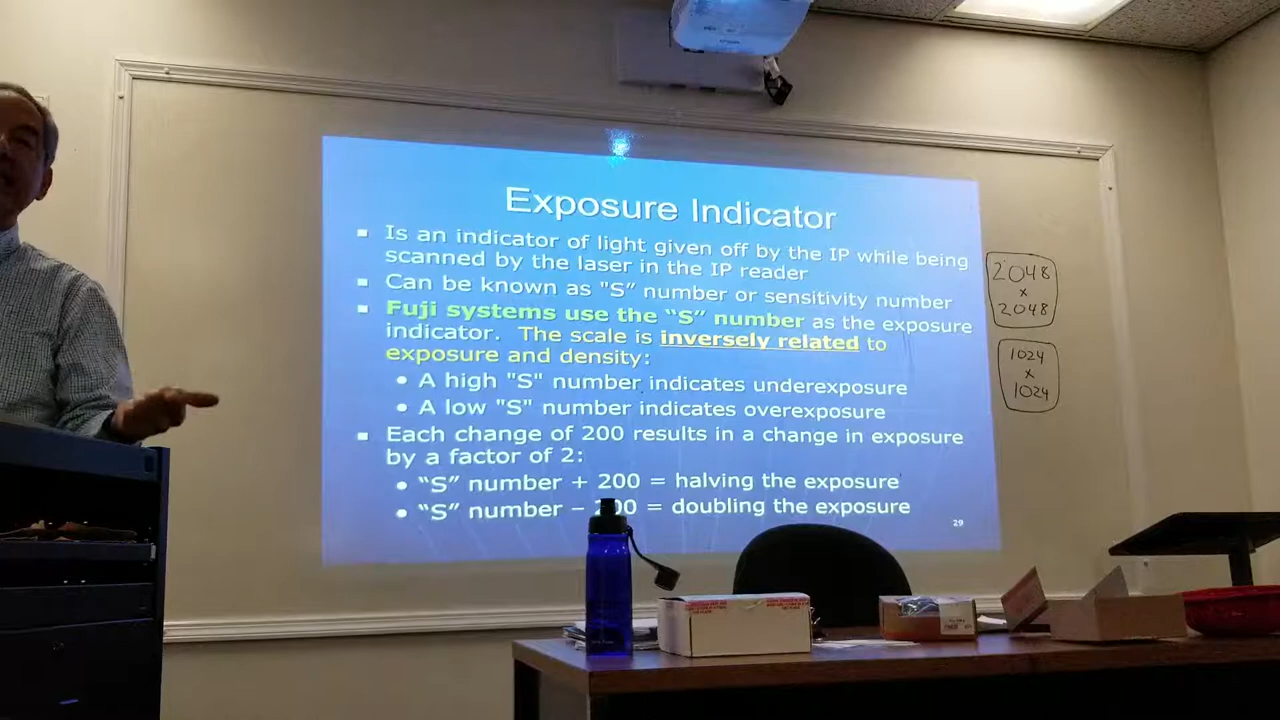 Exposure Indicator
▪ Is an indicator of light given off by the IP while being
scanned by the laser in the IP reader
▪ Can be known as "S" number or sensitivity number
▪ Fuji systems use the “S” number as the exposure
indicator. The scale is inversely related to
exposure and density:
• A high "S" number indicates underexposure
• A low "S" number indicates overexposure
▪ Each change of 200 results in a change in exposure
by a factor of 2:
• “S” number + 200 = halving the exposure
• “S” number – 200 = doubling the exposure
29
2048
x
2048
1024
x
1024